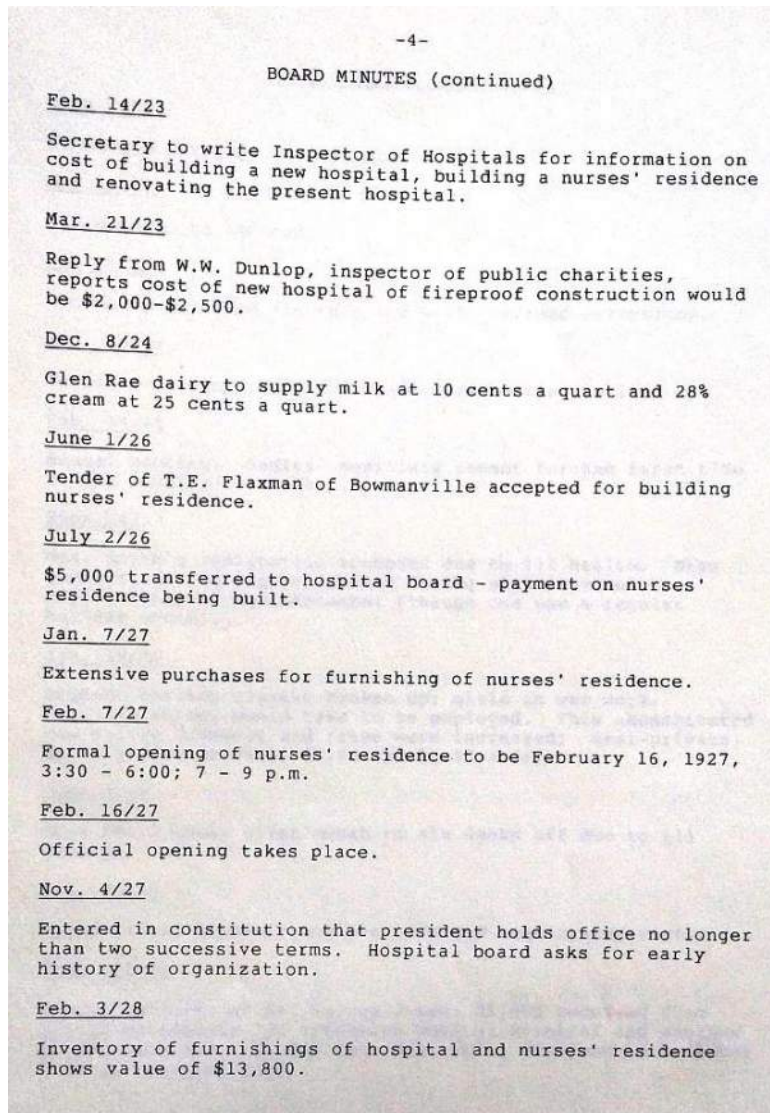 -4-
BOARD MINUTES (continued)
Feb. 14/23
Secretary to write Inspector of Hospitals for information on
cost of building a new hospital, building a nurses' residence
and renovating the present hospital.
Mar. 21/23
Reply from W.W. Dunlop, inspector of public charities,
reports cost of new hospital of fireproof construction would
be $2,000-$2,500.
Dec. 8/24
Glen Rae dairy to supply milk at 10 cents a quart and 28%
cream at 25 cents a quart.
June 1/26
Tender of T.E. Flaxman of Bowmanville accepted for building
nurses' residence.
July 2/26
$5,000 transferred to hospital board - payment on nurses'
residence being built.
Jan. 7/27
Extensive purchases for furnishing of nurses' residence.
Feb. 7/27
Formal opening of nurses' residence to be February 16, 1927,
3:30 - 6:00; 7 - 9 p.m.
Feb. 16/27
Official opening takes place.
Nov. 4/27
Entered in constitution that president holds office no longer
than two successive terms.  Hospital board asks for early
history of organization.
Feb. 3/28
Inventory of furnishings of hospital and nurses' residence
shows value of $13,800.